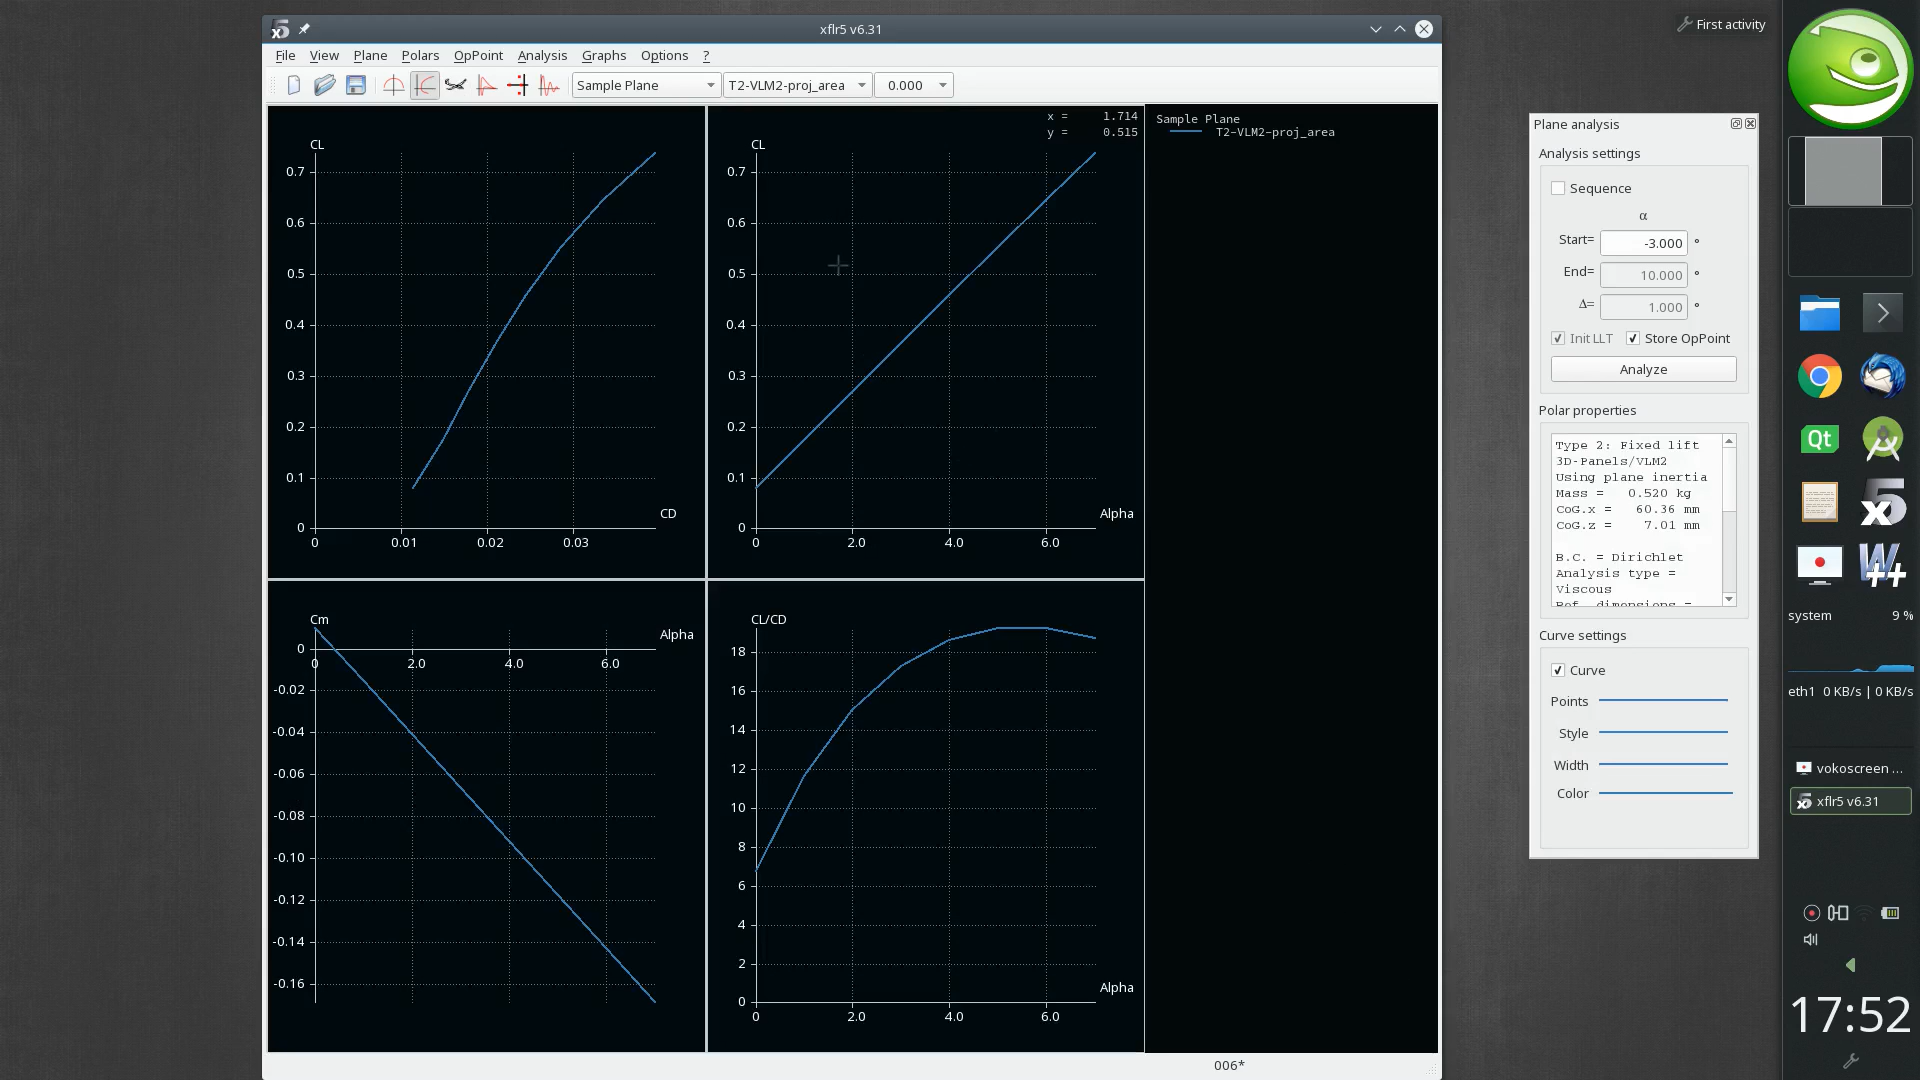 xflr5 v6.31
First activity
File View Plane Polars OpPoint Analysis Graphs Options ?
Sample Plane
T2-VLM2-proj_area
0.000
CL
0.7
0.6
0.5
0.4
0.3
0.2
0.1
0
CD
0 0.01 0.02 0.03
x = 1.714
y = 0.515
CL
0.7
0.6
0.5
0.4
0.3
0.2
0.1
0
Alpha
0 2.0 4.0 6.0
Sample Plane
T2-VLM2-proj_area
Cm
Alpha
0
0 2.0 4.0 6.0
-0.02
-0.04
-0.06
-0.08
-0.10
-0.12
-0.14
-0.16
CL/CD
18
16
14
12
10
8
6
4
2
0
Alpha
0 2.0 4.0 6.0
006*
Plane analysis
Analysis settings
Sequence
α
Start= -3.000 °
End= 10.000 °
Δ= 1.000 °
Init LLT Store OpPoint
Analyze
Polar properties
Type 2: Fixed lift
3D-Panels/VLM2
Using plane inertia
Mass = 0.520 kg
CoG.x = 60.36 mm
CoG.z = 7.01 mm
B.C. = Dirichlet
Analysis type =
Viscous
Ref. dimensions =
Curve settings
Curve
Points
Style
Width
Color
Qt
x5
W++
system 9 %
eth1 0 KB/s | 0 KB/s
vokoscreen ...
xflr5 v6.31
17:52